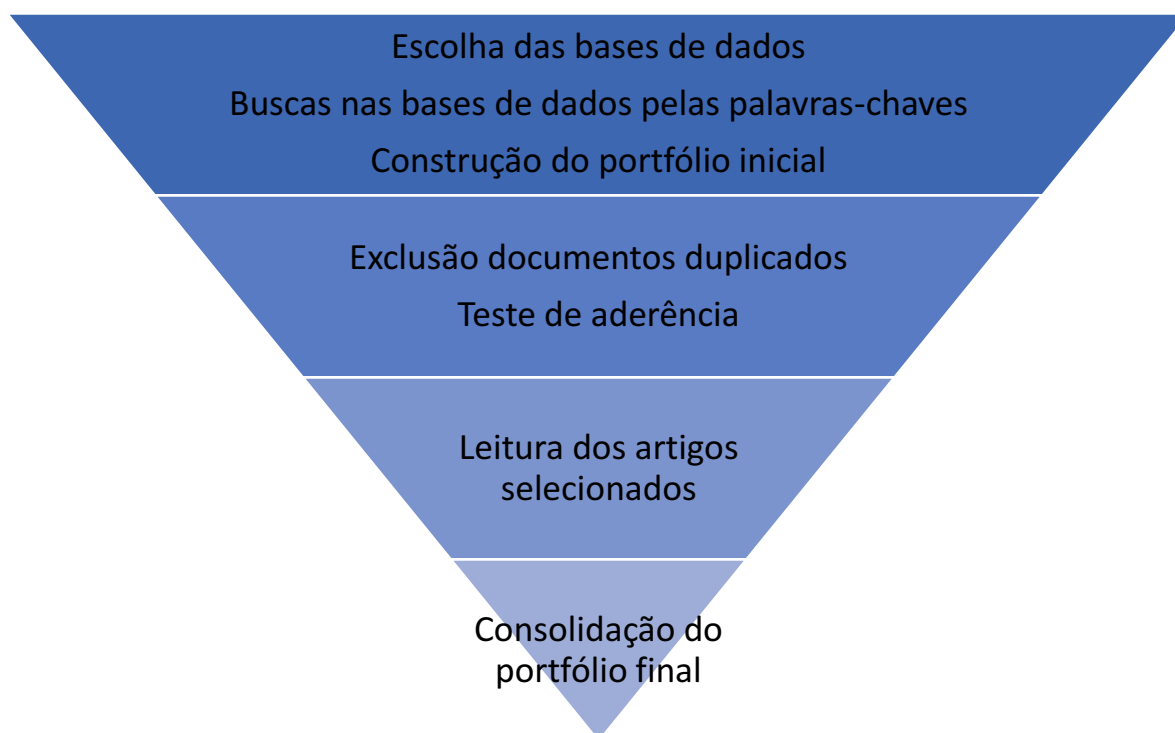 Escolha das bases de dados
Buscas nas bases de dados pelas palavras-chaves
Construção do portfólio inicial
Exclusão documentos duplicados
Teste de aderência
Leitura dos artigos
selecionados
Consolidação do
portfólio final